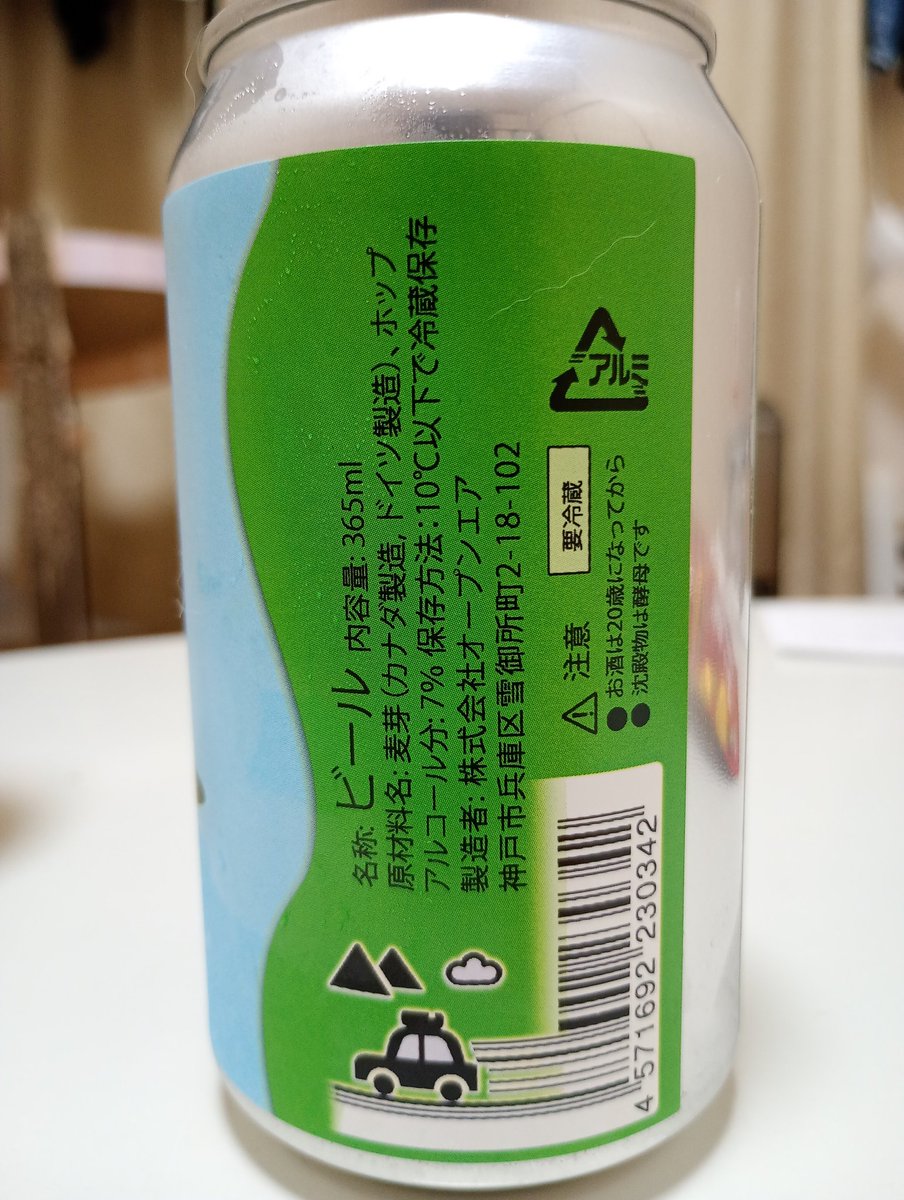 名称: ビール 内容量: 365ml
原材料名: 麦芽 (カナダ製造, ドイツ製造)、ホップ
アルコール分: 7% 保存方法:10℃以下で冷蔵保存
製造者: 株式会社オープンエア
神戸市兵庫区雪御所町2-18-102
注意
要冷蔵
アルミ
●お酒は20歳になってから
●沈殿物は酵母です
4 571692 230342